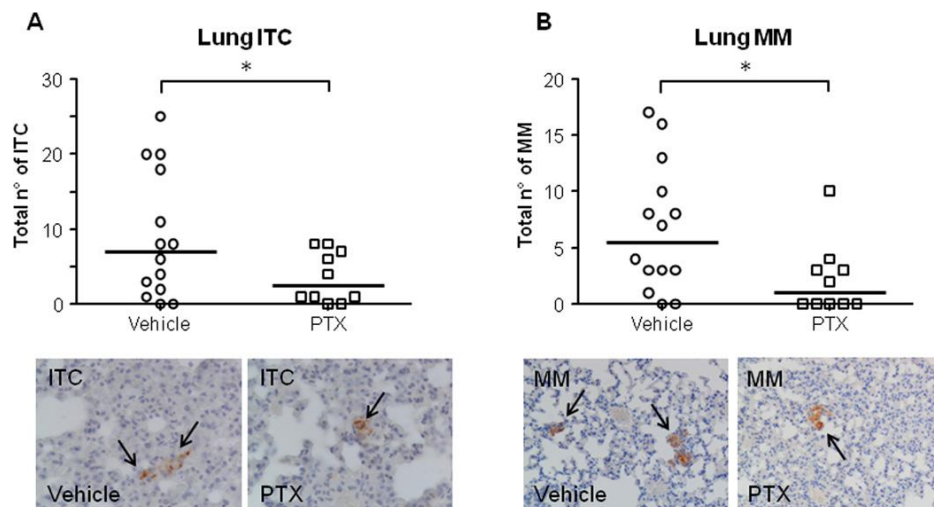 A
Lung ITC
*
Total n° of ITC
30
20
10
0
Vehicle
PTX
ITC
Vehicle
ITC
PTX
B
Lung MM
*
Total n° of MM
20
15
10
5
0
Vehicle
PTX
MM
Vehicle
MM
PTX